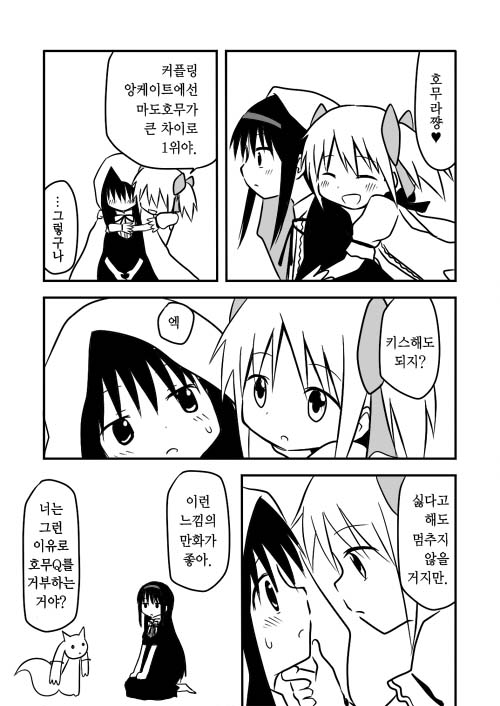 호무라쨩♥
커플링
앙케이트에선
마도호무가
큰 차이로
1위야.
…그렇구나
키스해도
되지?
엑
싫다고
해도
멈추지
않을
거지만.
이런
느낌의
만화가
좋아.
너는
그런
이유로
호무Q를
거부하는
거야?